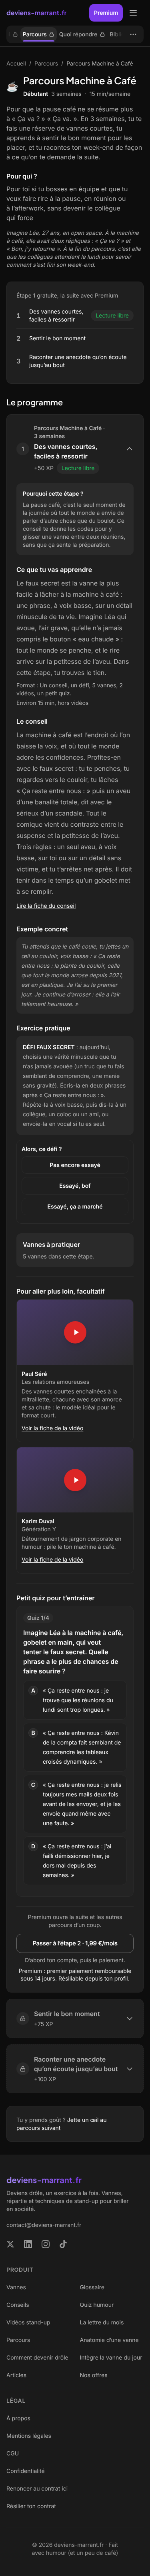 deviens-marrant.fr
Premium
Parcours
Quoi répondre
Bibl
Accueil / Parcours / Parcours Machine à Café
Parcours Machine à Café
Débutant 3 semaines · 15 min/semaine
Pour que la pause café ne se résume plus
à « Ça va ? » « Ça va ». En 3 semaines, tu te
fais une réserve de vannes courtes, tu
apprends les bons moments, et tu racontes
ce qu'on te demande la suite.
Pour qui ?
Pour toi si tu bosses en équipe et que tu
veux faire rire à la pause, en réunion ou
à l'afterwork, sans devenir le collègue
qui force
Imagine Léa, 27 ans, en open space. À la machine
à café, elle avait deux répliques : « Ça va ? » et
« Bon, j'y retourne ». À la fin du parcours, c'est elle
que les collègues attendent le lundi pour savoir
comment s'est fini son week-end.
Étape 1 gratuite, la suite avec Premium
1 Des vannes courtes,
faciles à ressortir
Lecture libre
2 Sentir le bon moment
3 Raconter une anecdote qu'on écoute
jusqu'au bout
Le programme
Parcours Machine à Café ·
3 semaines
1 Des vannes courtes,
faciles à ressortir
+50 XP Lecture libre
Pourquoi cette étape ?
La pause café, c'est le seul moment de
la journée où tout le monde a envie de
parler d'autre chose que du boulot. Ce
conseil te donne les codes pour y
glisser une vanne entre deux réunions,
sans que ça sente la préparation.
Ce que tu vas apprendre
Le faux secret est la vanne la plus
facile à lâcher à la machine à café :
une phrase, à voix basse, sur un détail
minuscule de ta vie. Imagine Léa qui
avoue, l'air grave, qu'elle n'a jamais
compris le bouton « eau chaude » :
tout le monde se penche, et le rire
arrive sur la petitesse de l'aveu. Dans
cette étape, tu trouves le tien.
Format : Un conseil, un défi, 5 vannes, 2
vidéos, un petit quiz.
Environ 15 min, hors vidéos
Le conseil
La machine à café est l'endroit où l'on
baisse la voix, et où tout le monde
adore les confidences. Profites-en
avec le faux secret : tu te penches, tu
regardes à droite, à gauche, tu lâches
« Ça reste entre nous », puis un aveu
d'une banalité totale, dit avec le
sérieux d'un scandale. Tout le
comique vient du contraste entre le
suspense et la petitesse de l'aveu.
Trois règles : un seul aveu, à voix
basse, sur toi ou sur un détail sans
victime, et tu t'arrêtes net après. Il doit
tenir en moins de temps qu'un gobelet met
à se remplir.
Lire la fiche du conseil
Exemple concret
Tu attends que le café coule, tu jettes un
œil au couloir, voix basse : « Ça reste
entre nous : la plante du couloir, celle
que tout le monde arrose depuis 2021,
est en plastique. Je l'ai su le premier
jour. Je continue d'arroser : elle a l'air
tellement heureuse. »
Exercice pratique
DÉFI FAUX SECRET : aujourd'hui,
choisis une vérité minuscule que tu
n'as jamais avouée (un truc que tu fais
semblant de comprendre, une manie
sans gravité). Écris-la en deux phrases
après « Ça reste entre nous : ».
Répète-la à voix basse, puis dis-la à un
collègue, un coloc ou un ami, ou
envoie-la en vocal si tu es seul.
Alors, ce défi ?
Pas encore essayé
Essayé, bof
Essayé, ça a marché
Vannes à pratiquer
5 vannes dans cette étape.
Pour aller plus loin, facultatif
Paul Séré
Les relations amoureuses
Des vannes courtes enchaînées à la
mitraillette, chacune avec son amorce
et sa chute : le modèle idéal pour le
format court.
Voir la fiche de la vidéo
Karim Duval
Génération Y
Détournement de jargon corporate en
humour : pile le ton machine à café.
Voir la fiche de la vidéo
Petit quiz pour t'entraîner
Quiz 1/4
Imagine Léa à la machine à café,
gobelet en main, qui veut
tenter le faux secret. Quelle
phrase a le plus de chances de
faire sourire ?
A « Ça reste entre nous : je
trouve que les réunions du
lundi sont trop longues. »
B « Ça reste entre nous : Kévin
de la compta fait semblant de
comprendre les tableaux
croisés dynamiques. »
C « Ça reste entre nous : je relis
toujours mes mails deux fois
avant de les envoyer, et je les
envoie quand même avec
une faute. »
D « Ça reste entre nous : j'ai
failli démissionner hier, je
dors mal depuis des
semaines. »
Premium ouvre la suite et les autres
parcours d'un coup.
Passer à l'étape 2 · 1,99 €/mois
D'abord ton compte, puis le paiement.
Premium : premier paiement remboursable
sous 14 jours. Résiliable depuis ton profil.
Sentir le bon moment
+75 XP
Raconter une anecdote
qu'on écoute jusqu'au bout
+100 XP
Tu y prends goût ? Jette un œil au
parcours suivant
deviens-marrant.fr
Deviens drôle, un exercice à la fois. Vannes,
répartie et techniques de stand-up pour briller
en société.
contact@deviens-marrant.fr
PRODUIT
Vannes
Glossaire
Conseils
Quiz humour
Vidéos stand-up
La lettre du mois
Parcours
Anatomie d'une vanne
Comment devenir drôle
Intègre la vanne du jour
Articles
Nos offres
LÉGAL
À propos
Mentions légales
CGU
Confidentialité
Renoncer au contrat ici
Résilier ton contrat
© 2026 deviens-marrant.fr · Fait
avec humour (et un peu de café)